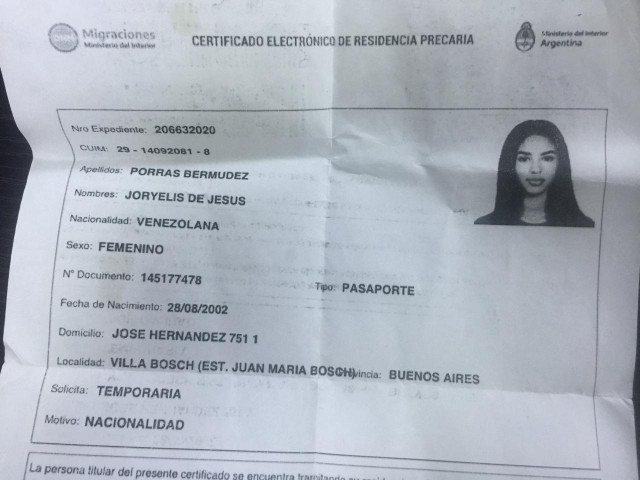 Migraciones
Ministerio del Interior
CERTIFICADO ELECTRÓNICO DE RESIDENCIA PRECARIA
Ministerio del Interior
Argentina
Nro Expediente: 206632020
CUIM: 29 - 14092081 - 8
Apellidos: PORRAS BERMUDEZ
Nombres: JORYELIS DE JESUS
Nacionalidad: VENEZOLANA
Sexo: FEMENINO
N° Documento: 145177478 Tipo: PASAPORTE
Fecha de Nacimiento: 28/08/2002
Domicilio: JOSE HERNANDEZ 751 1
Localidad: VILLA BOSCH (EST. JUAN MARIA BOSCH) BUENOS AIRES
Solicita: TEMPORARIA
Motivo: NACIONALIDAD
La persona titular del presente certificado se encuentra tramitando su